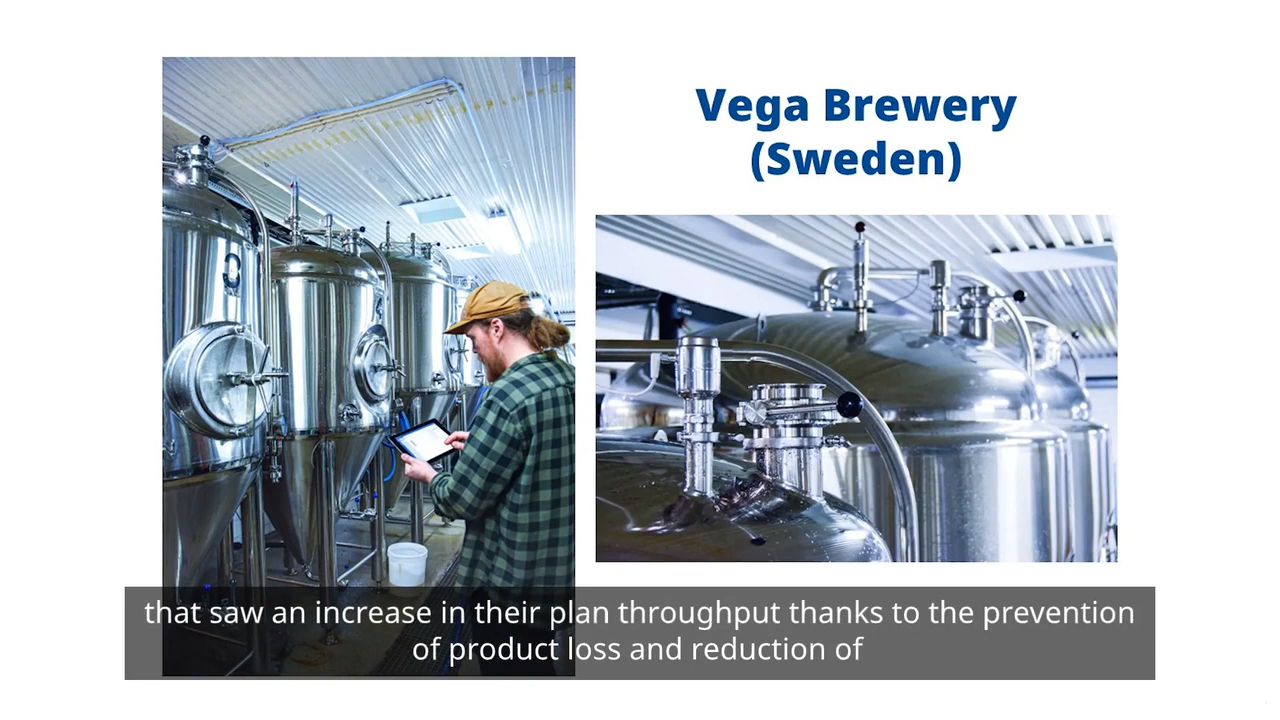 Vega Brewery
(Sweden)
that saw an increase in their plan throughput thanks to the prevention
of product loss and reduction of